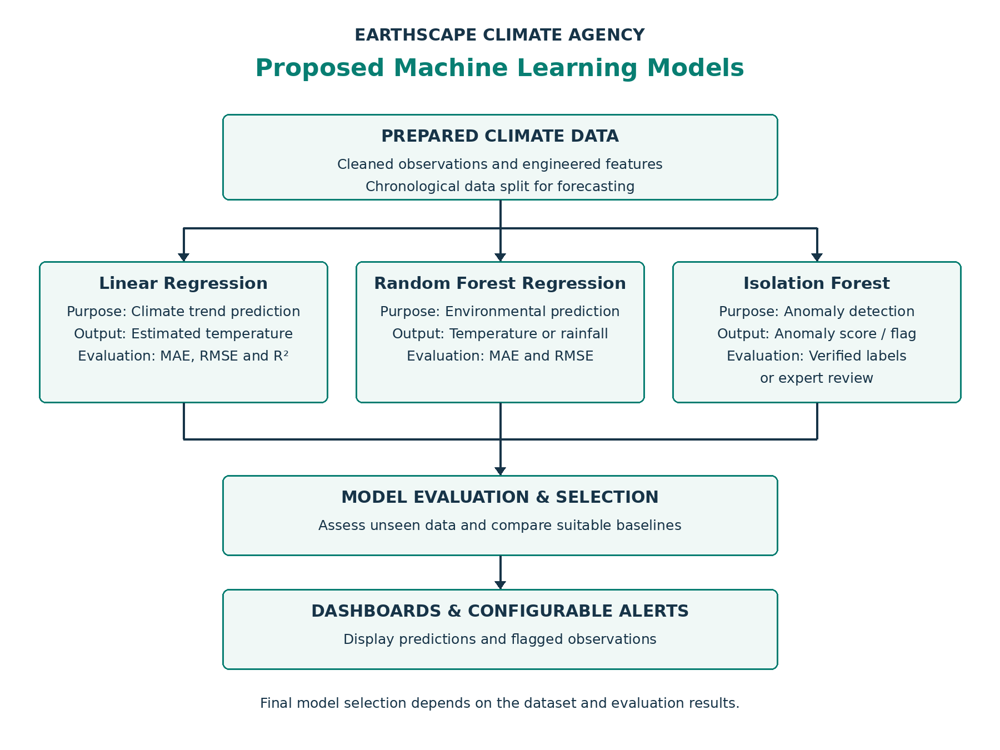 EARTHSCAPE CLIMATE AGENCY
Proposed Machine Learning Models
PREPARED CLIMATE DATA
Cleaned observations and engineered features
Chronological data split for forecasting
Linear Regression
Purpose: Climate trend prediction
Output: Estimated temperature
Evaluation: MAE, RMSE and R²
Random Forest Regression
Purpose: Environmental prediction
Output: Temperature or rainfall
Evaluation: MAE and RMSE
Isolation Forest
Purpose: Anomaly detection
Output: Anomaly score / flag
Evaluation: Verified labels
or expert review
MODEL EVALUATION & SELECTION
Assess unseen data and compare suitable baselines
DASHBOARDS & CONFIGURABLE ALERTS
Display predictions and flagged observations
Final model selection depends on the dataset and evaluation results.